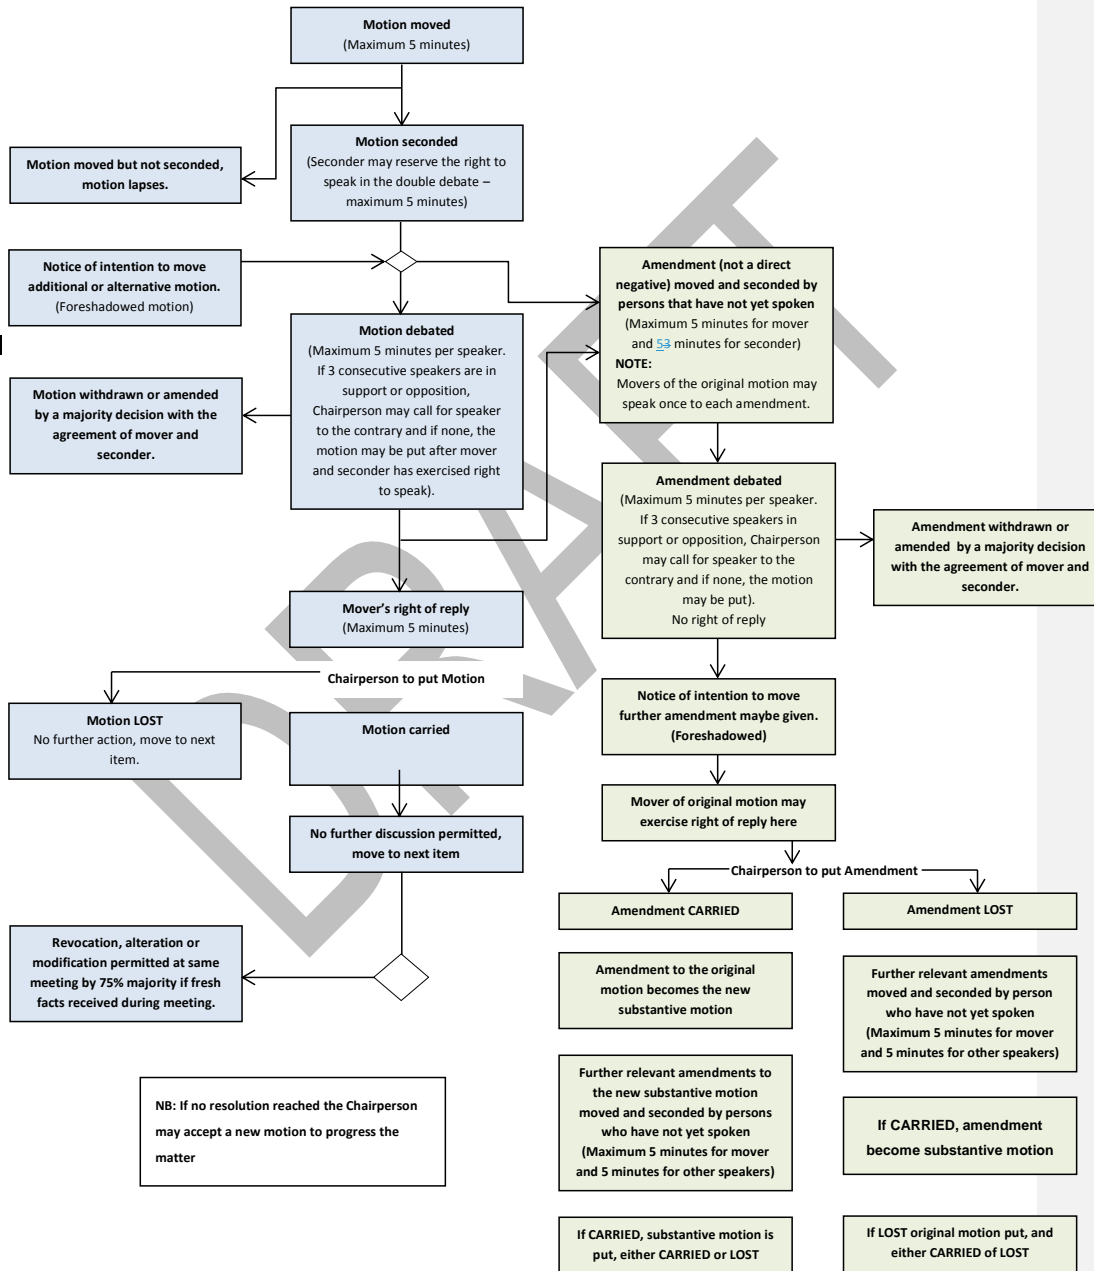 Motion moved
(Maximum 5 minutes)
Motion seconded
(Seconder may reserve the right to
speak in the double debate –
maximum 5 minutes)
Motion moved but not seconded,
motion lapses.
Notice of intention to move
additional or alternative motion.
(Foreshadowed motion)
Amendment (not a direct
negative) moved and seconded by
persons that have not yet spoken
(Maximum 5 minutes for mover
and 53 minutes for seconder)
NOTE:
Movers of the original motion may
speak once to each amendment.
Motion debated
(Maximum 5 minutes per speaker.
If 3 consecutive speakers are in
support or opposition,
Chairperson may call for speaker
to the contrary and if none, the
motion may be put after mover
and seconder has exercised right
to speak).
Motion withdrawn or amended
by a majority decision with the
agreement of mover and
seconder.
Amendment debated
(Maximum 5 minutes per speaker.
If 3 consecutive speakers in
support or opposition, Chairperson
may call for speaker to the
contrary and if none, the motion
may be put).
No right of reply
Amendment withdrawn or
amended by a majority decision
with the agreement of mover and
seconder.
Mover’s right of reply
(Maximum 5 minutes)
Chairperson to put Motion
Motion LOST
No further action, move to next
item.
Motion carried
Notice of intention to move
further amendment maybe given.
(Foreshadowed)
Mover of original motion may
exercise right of reply here
No further discussion permitted,
move to next item
Chairperson to put Amendment
Amendment CARRIED
Amendment LOST
Revocation, alteration or
modification permitted at same
meeting by 75% majority if fresh
facts received during meeting.
Amendment to the original
motion becomes the new
substantive motion
Further relevant amendments
moved and seconded by person
who have not yet spoken
(Maximum 5 minutes for mover
and 5 minutes for other speakers)
Further relevant amendments to
the new substantive motion
moved and seconded by persons
who have not yet spoken
(Maximum 5 minutes for mover
and 5 minutes for other speakers)
If CARRIED, amendment
become substantive motion
NB: If no resolution reached the Chairperson
may accept a new motion to progress the
matter
If CARRIED, substantive motion is
put, either CARRIED or LOST
If LOST original motion put, and
either CARRIED of LOST
DRAFT